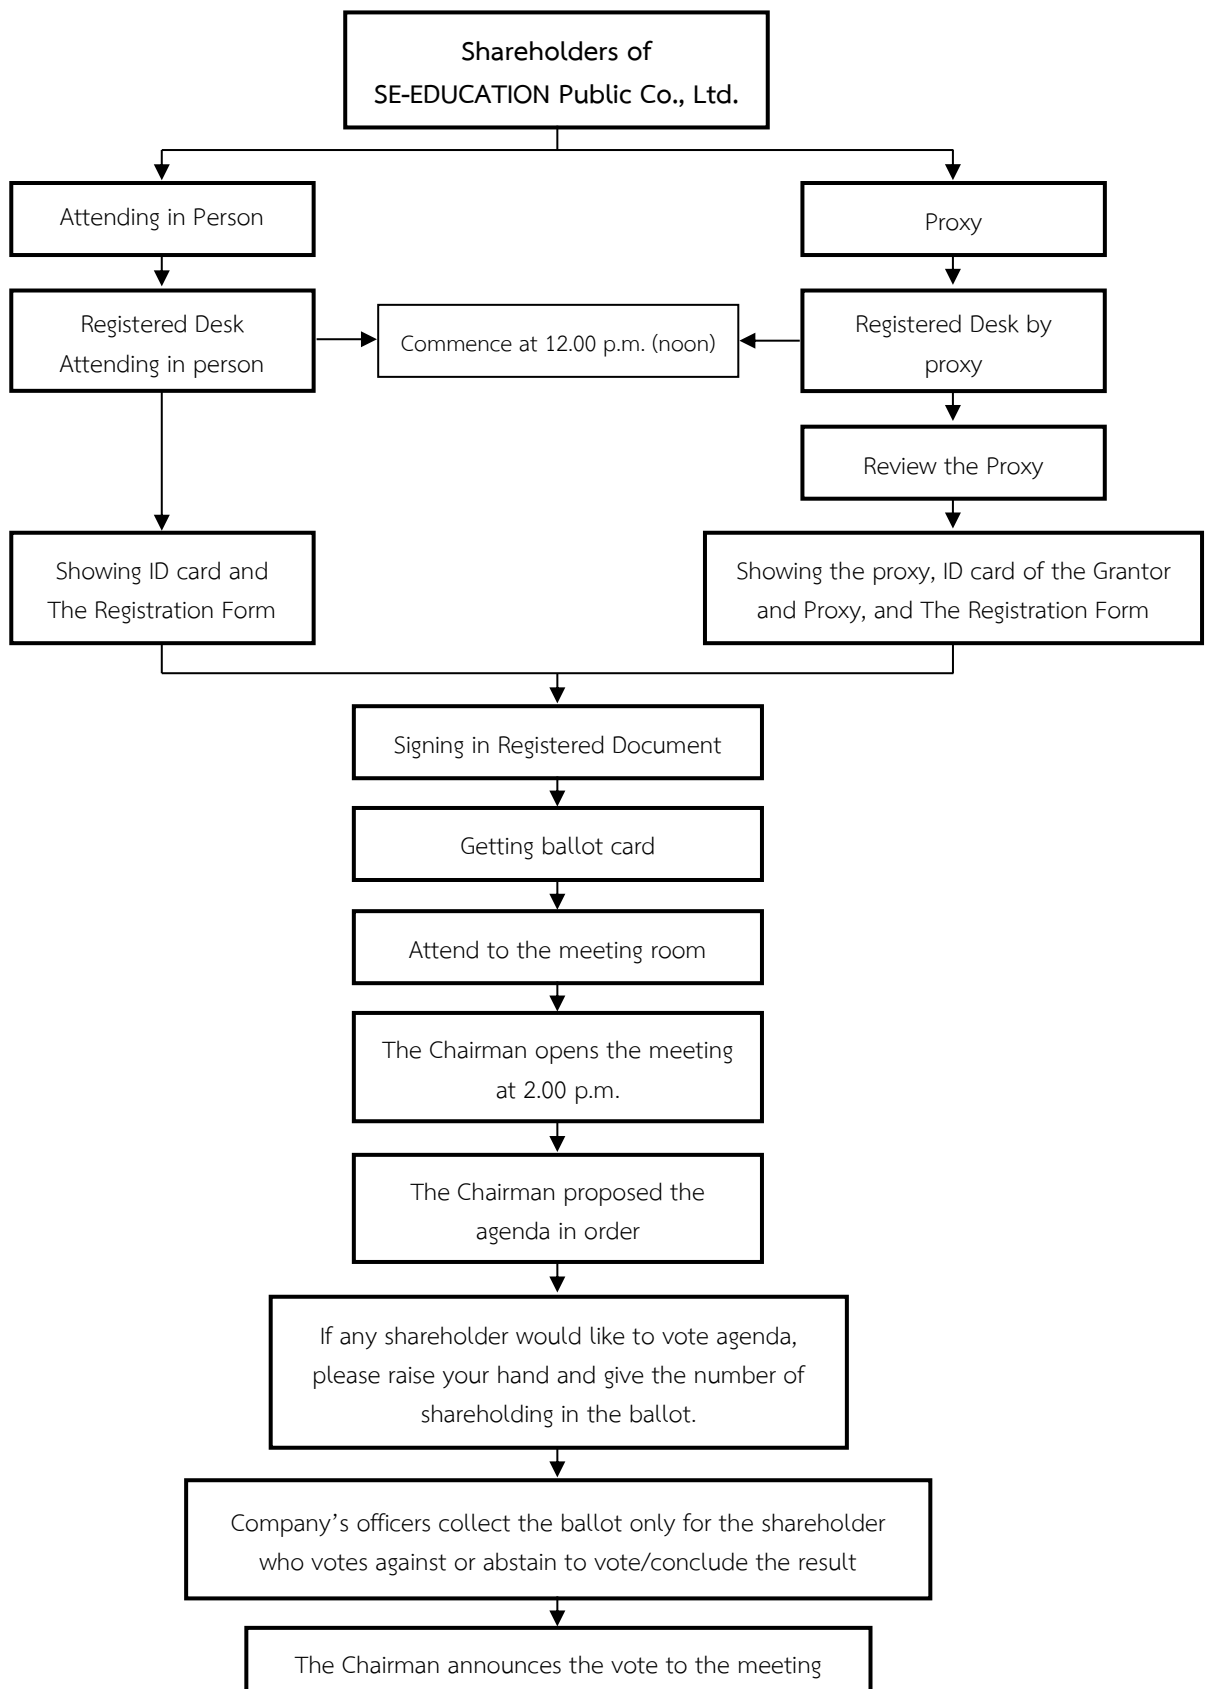 Shareholders of
SE-EDUCATION Public Co., Ltd.
Attending in Person
Proxy
Registered Desk
Attending in person
Commence at 12.00 p.m. (noon)
Registered Desk by
proxy
Review the Proxy
Showing ID card and
The Registration Form
Showing the proxy, ID card of the Grantor
and Proxy, and The Registration Form
Signing in Registered Document
Getting ballot card
Attend to the meeting room
The Chairman opens the meeting
at 2.00 p.m.
The Chairman proposed the
agenda in order
If any shareholder would like to vote agenda,
please raise your hand and give the number of
shareholding in the ballot.
Company’s officers collect the ballot only for the shareholder
who votes against or abstain to vote/conclude the result
The Chairman announces the vote to the meeting